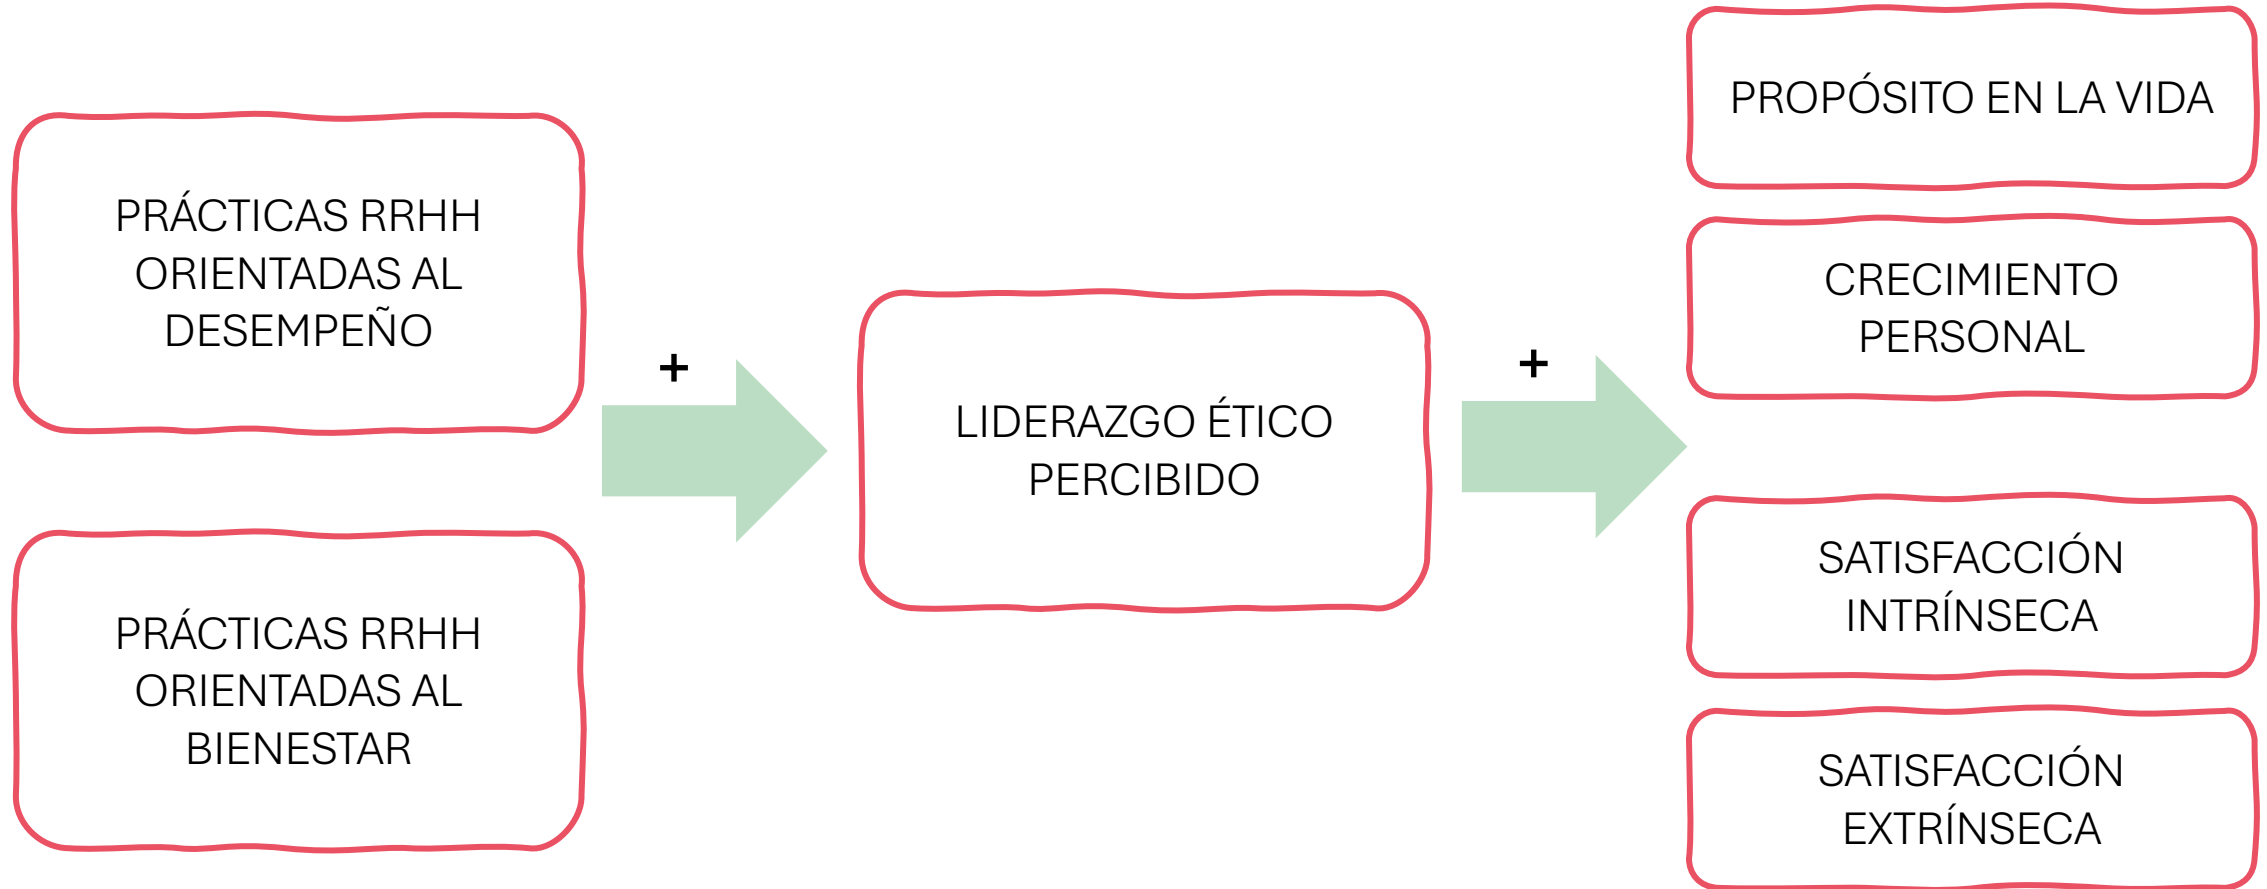 PRÁCTICAS RRHH
ORIENTADAS AL
DESEMPEÑO
PRÁCTICAS RRHH
ORIENTADAS AL
BIENESTAR
+
LIDERAZGO ÉTICO
PERCIBIDO
+
PROPÓSITO EN LA VIDA
CRECIMIENTO
PERSONAL
SATISFACCIÓN
INTRÍNSECA
SATISFACCIÓN
EXTRÍNSECA